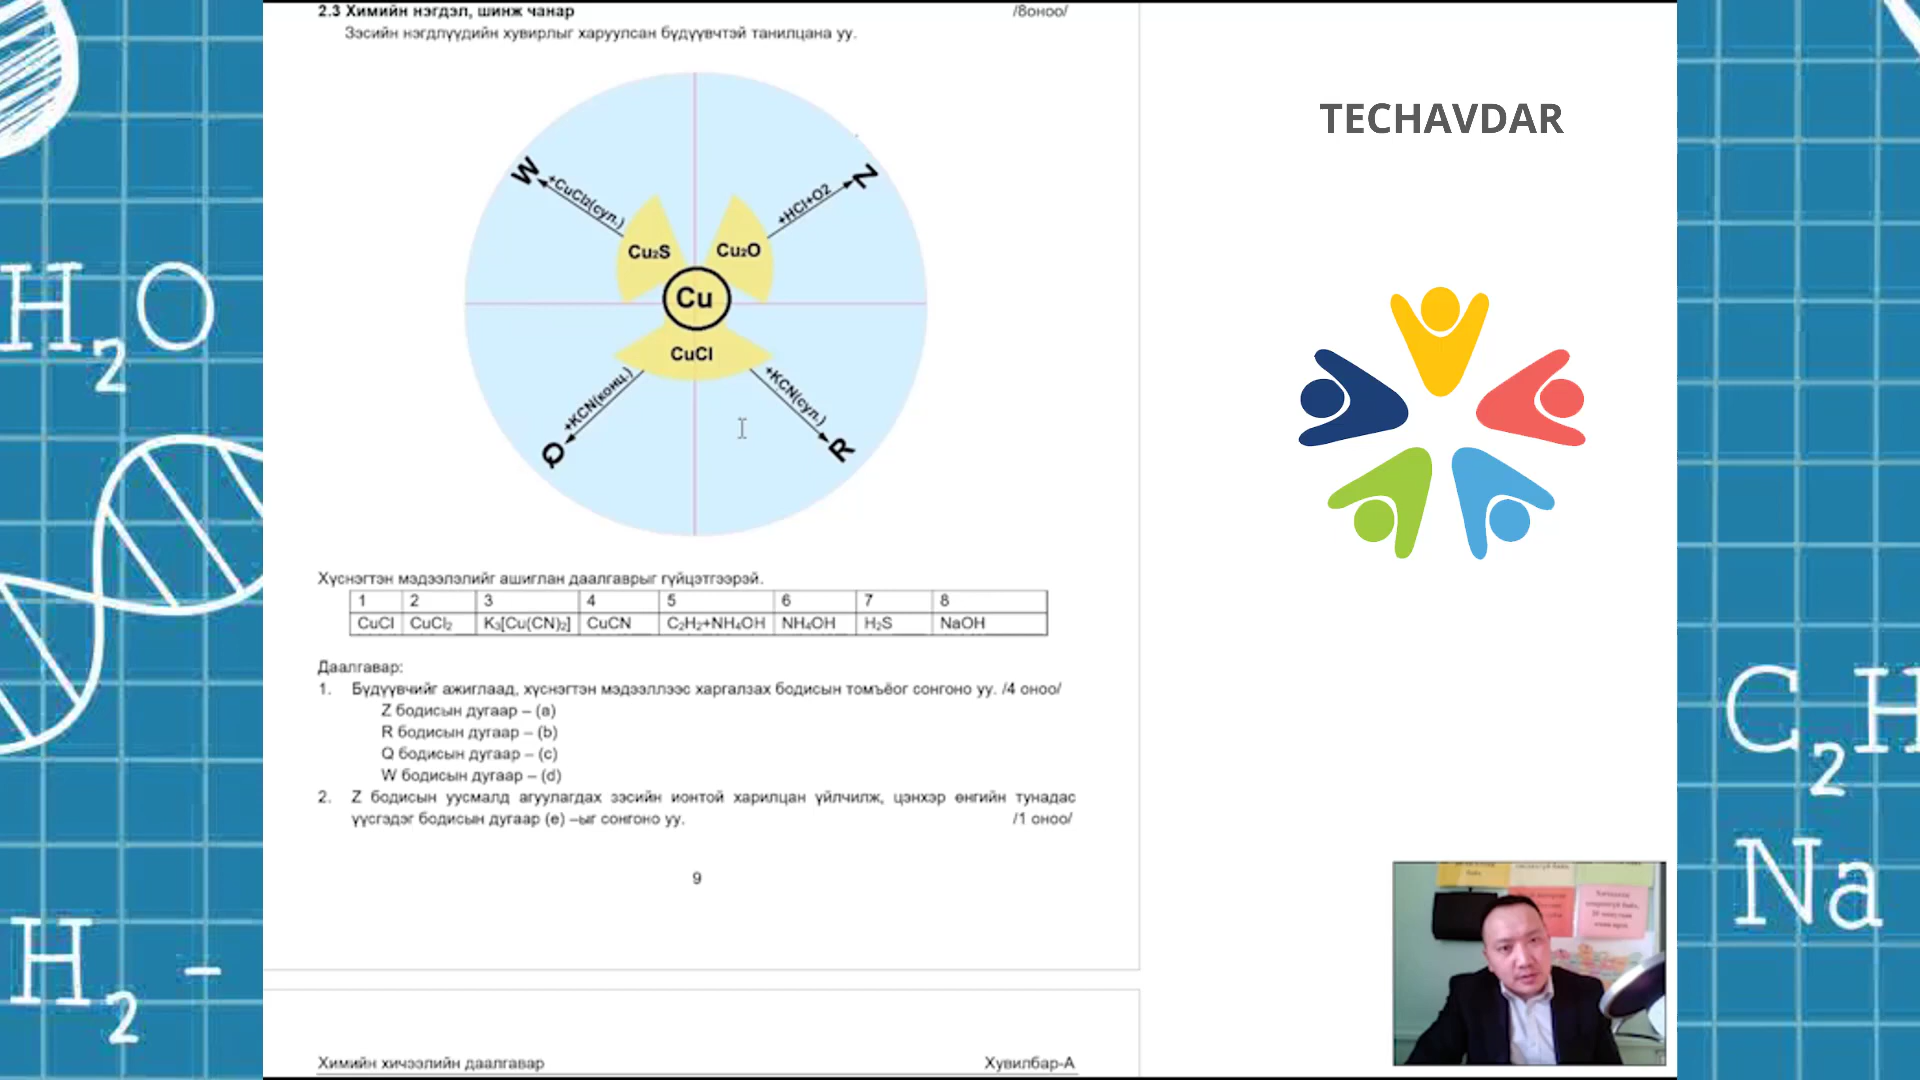 2.3 Химийн нэгдэл, шинж чанар /8оноо/
Зэсийн нэгдлүүдийн хувирлыг харуулсан бүдүүвчтэй танилцана уу.
TECHAVDAR
W +CuCl₂(сул.)
+HCl+O2 Z
Cu₂S Cu₂O
Cu
CuCl
Q +KCN(конц.)
+KCN(сул.) R
Хүснэгтэн мэдээлэлийг ашиглан даалгаврыг гүйцэтгээрэй.
1 2 3 4 5 6 7 8
CuCl CuCl₂ K₃[Cu(CN)₂] CuCN C₂H₂+NH₄OH NH₄OH H₂S NaOH
Даалгавар:
1. Бүдүүвчийг ажиглаад, хүснэгтэн мэдээллээс харгалзах бодисын томъёог сонгоно уу. /4 оноо/
Z бодисын дугаар – (a)
R бодисын дугаар – (b)
Q бодисын дугаар – (c)
W бодисын дугаар – (d)
2. Z бодисын уусмалд агуулагдах зэсийн ионтой харилцан үйлчилж, цэнхэр өнгийн тунадас
үүсгэдэг бодисын дугаар (e) –ыг сонгоно уу. /1 оноо/
9
Химийн хичээлийн даалгавар Хувилбар-А
H₂O
H₂ -
C₂H
Na